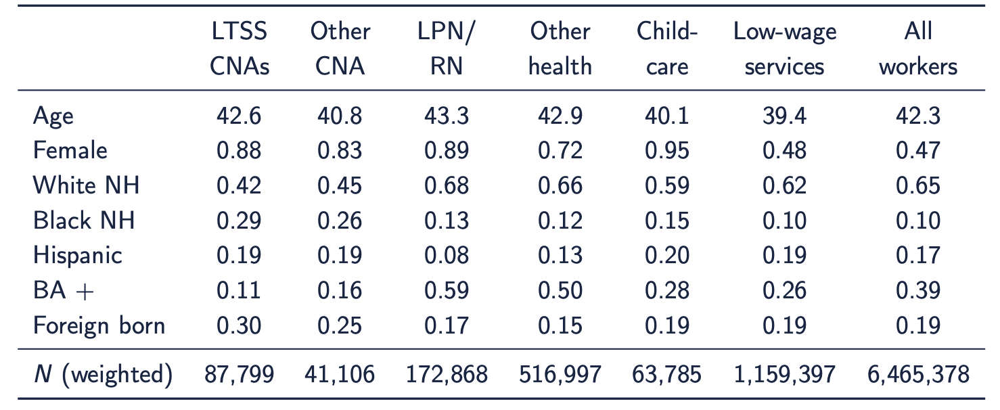 LTSS Other LPN/ Other Child- Low-wage All
CNAs CNA RN health care services workers
Age 42.6 40.8 43.3 42.9 40.1 39.4 42.3
Female 0.88 0.83 0.89 0.72 0.95 0.48 0.47
White NH 0.42 0.45 0.68 0.66 0.59 0.62 0.65
Black NH 0.29 0.26 0.13 0.12 0.15 0.10 0.10
Hispanic 0.19 0.19 0.08 0.13 0.20 0.19 0.17
BA + 0.11 0.16 0.59 0.50 0.28 0.26 0.39
Foreign born 0.30 0.25 0.17 0.15 0.19 0.19 0.19
N (weighted) 87,799 41,106 172,868 516,997 63,785 1,159,397 6,465,378